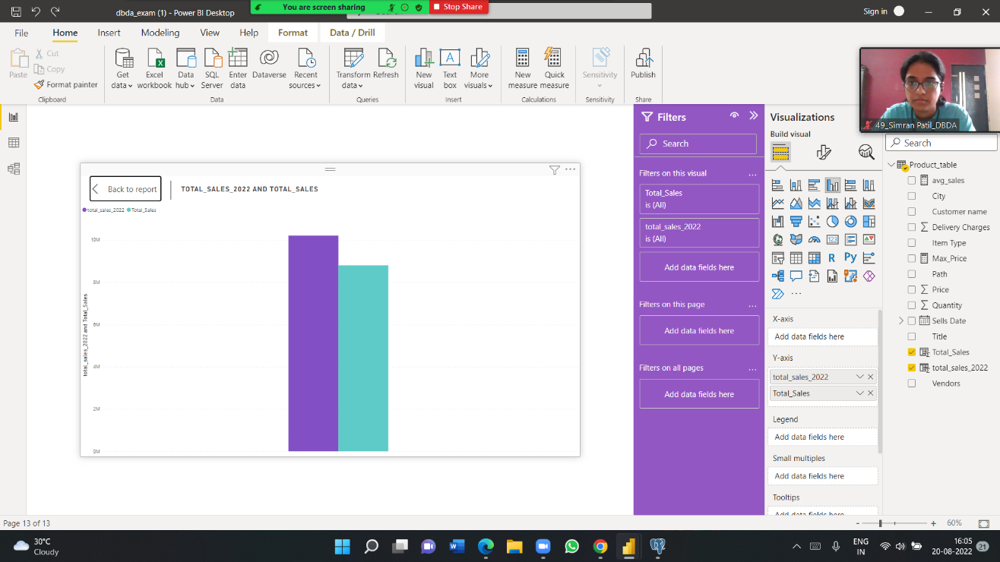 dbda_exam (1) - Power BI Desktop
You are screen sharing
Stop Share
Sign in
File
Home
Insert
Modeling
View
Help
Format
Data / Drill
Paste
Cut
Copy
Format painter
Clipboard
Get data
Excel workbook
Data hub
SQL Server
Enter data
Dataverse
Recent sources
Data
Transform data
Refresh
Queries
New visual
Text box
More visuals
Insert
New measure
Quick measure
Calculations
Sensitivity
Sensitivity
Publish
Share
49_Simran Patil_DBDA
Back to report
TOTAL_SALES_2022 AND TOTAL_SALES
total_sales_2022 Total_Sales
total_sales_2022 and Total_Sales
10M
8M
6M
4M
2M
0M
Filters
Search
Filters on this visual
Total_Sales
is (All)
total_sales_2022
is (All)
Add data fields here
Filters on this page
Add data fields here
Filters on all pages
Add data fields here
Visualizations
Build visual
123
R
Py
X-axis
Add data fields here
Y-axis
total_sales_2022
Total_Sales
Legend
Add data fields here
Small multiples
Add data fields here
Tooltips
Add data fields here
Search
Product_table
avg_sales
City
Customer name
Delivery Charges
Item Type
Max_Price
Path
Price
Quantity
Sells Date
Title
Total_Sales
total_sales_2022
Vendors
Page 13 of 13
60%
30°C
Cloudy
ENG
IN
16:05
20-08-2022
21